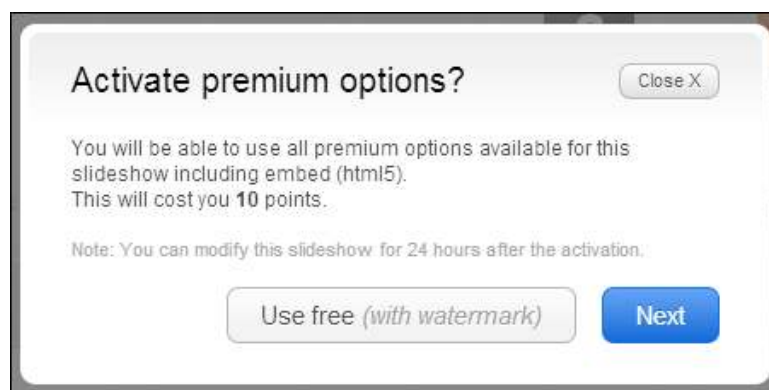 Activate premium options?
Close X
You will be able to use all premium options available for this
slideshow including embed (html5).
This will cost you 10 points.
Note: You can modify this slideshow for 24 hours after the activation.
Use free (with watermark)
Next